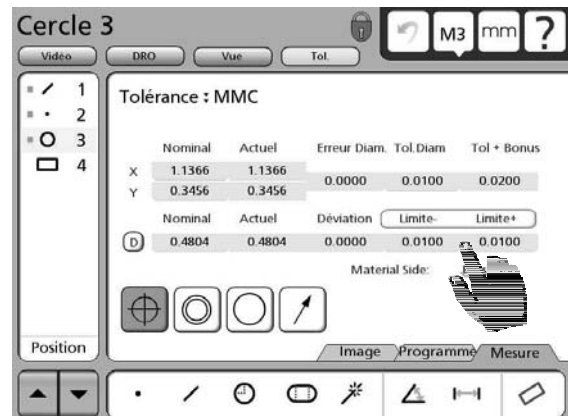 Cercle 3
M3 mm ?
Vidéo DRO Vue Tol.
1
2
3
4
Tolérance : MMC
Nominal Actuel Erreur Diam. Tol.Diam Tol + Bonus
X 1.1366 1.1366 0.0000 0.0100 0.0200
Y 0.3456 0.3456
Nominal Actuel Déviation Limite- Limite+
D 0.4804 0.4804 0.0000 0.0100 0.0100
Material Side:
Position
Image Programme Mesure